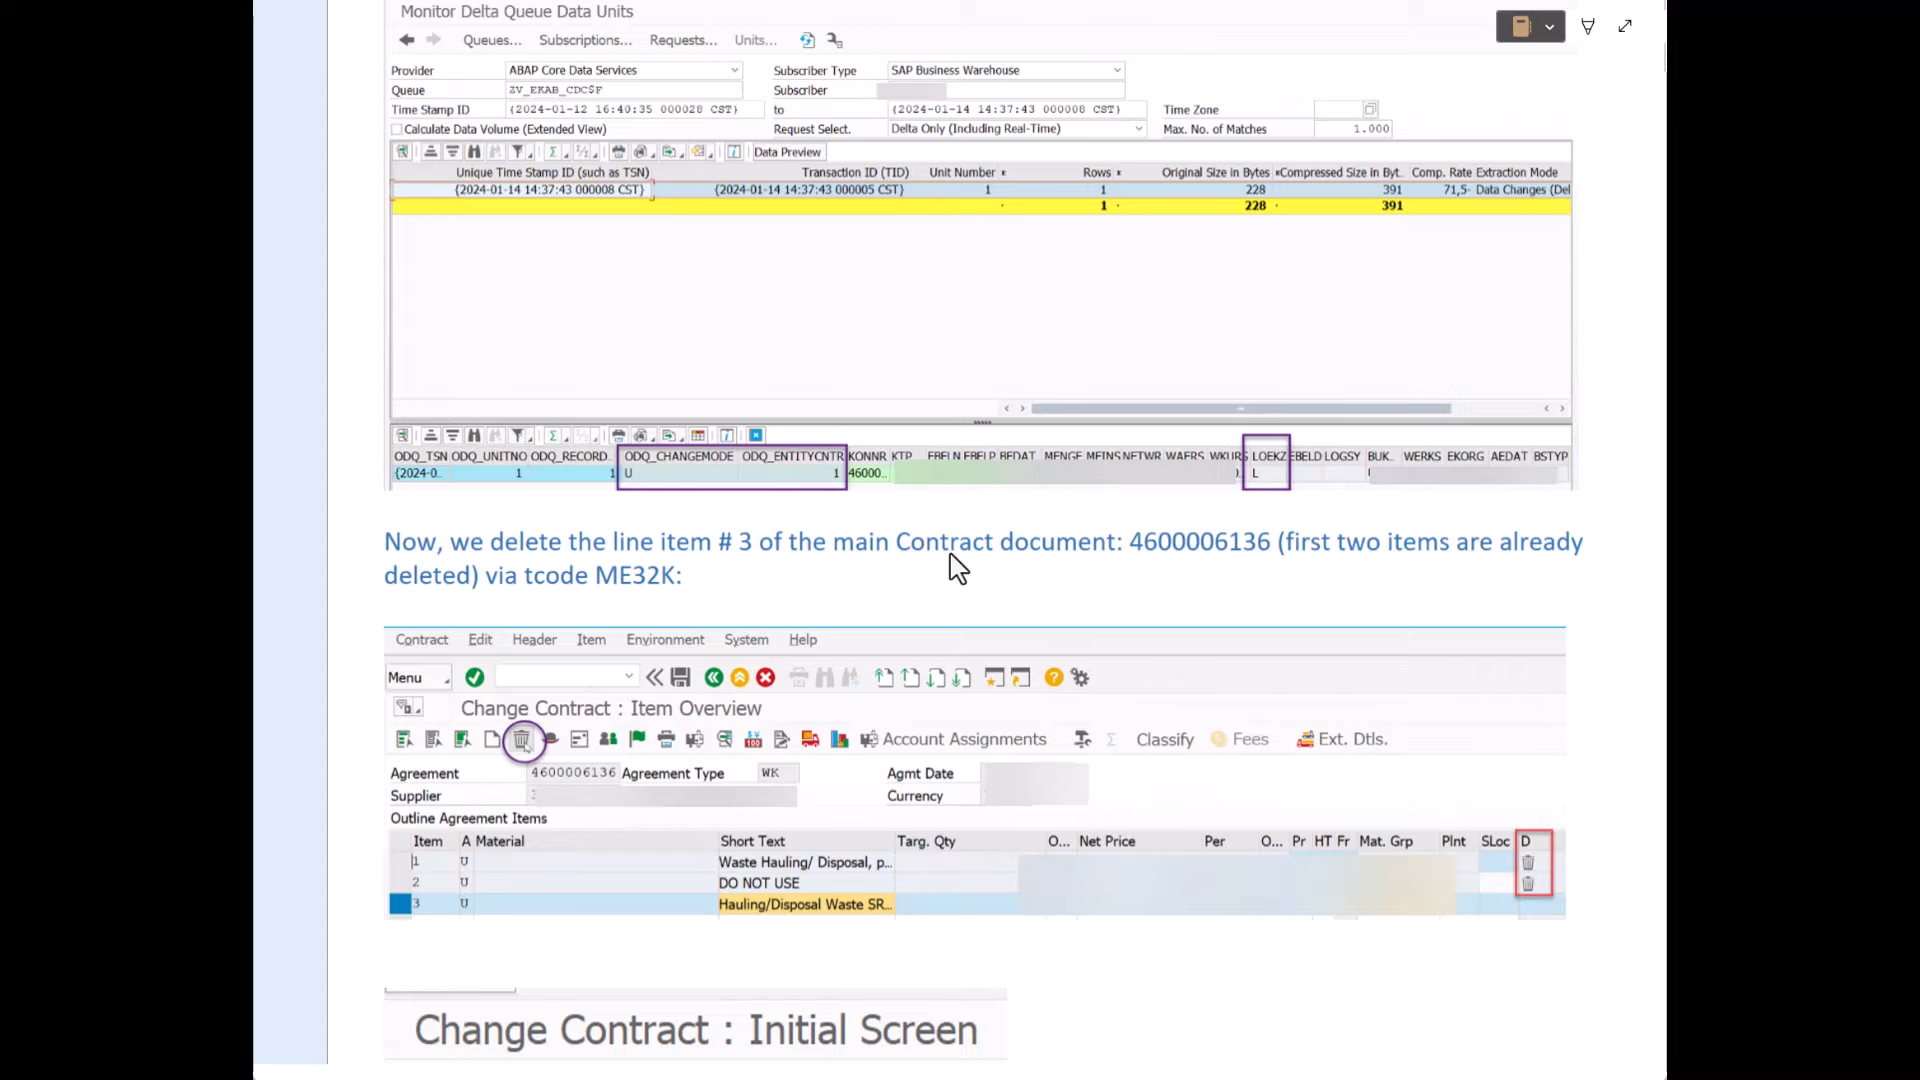 Monitor Delta Queue Data Units
Queues... Subscriptions... Requests... Units...
Provider ABAP Core Data Services Subscriber Type SAP Business Warehouse
Queue ZV_EKAB_CDC$F Subscriber
Time Stamp ID {2024-01-12 16:40:35 000028 CST} to {2024-01-14 14:37:43 000008 CST} Time Zone
Calculate Data Volume (Extended View) Request Select. Delta Only (Including Real-Time) Max. No. of Matches 1.000
Data Preview
Unique Time Stamp ID (such as TSN) Transaction ID (TID) Unit Number Rows Original Size in Bytes Compressed Size in Byt... Comp. Rate Extraction Mode
{2024-01-14 14:37:43 000008 CST} {2024-01-14 14:37:43 000005 CST} 1 1 228 391 71,5- Data Changes (Del
1 228 391
ODQ_TSN ODQ_UNITNO ODQ_RECORD... ODQ_CHANGEMODE ODQ_ENTITYCNTR KONNR KTP EBELN EBELP BEDAT MENGE MEINS NETWR WAERS WKURS LOEKZ EBELD LOGSY BUK... WERKS EKORG AEDAT BSTYP
{2024-0... 1 1 U 1 46000... L
Now, we delete the line item # 3 of the main Contract document: 4600006136 (first two items are already
deleted) via tcode ME32K:
Contract Edit Header Item Environment System Help
Menu
Change Contract : Item Overview
Account Assignments Classify Fees Ext. Dtls.
Agreement 4600006136 Agreement Type WK Agmt Date
Supplier Currency
Outline Agreement Items
Item A Material Short Text Targ. Qty O... Net Price Per O... Pr HT Fr Mat. Grp Plnt SLoc D
1 U Waste Hauling/ Disposal, p...
2 U DO NOT USE
3 U Hauling/Disposal Waste SR...
Change Contract : Initial Screen